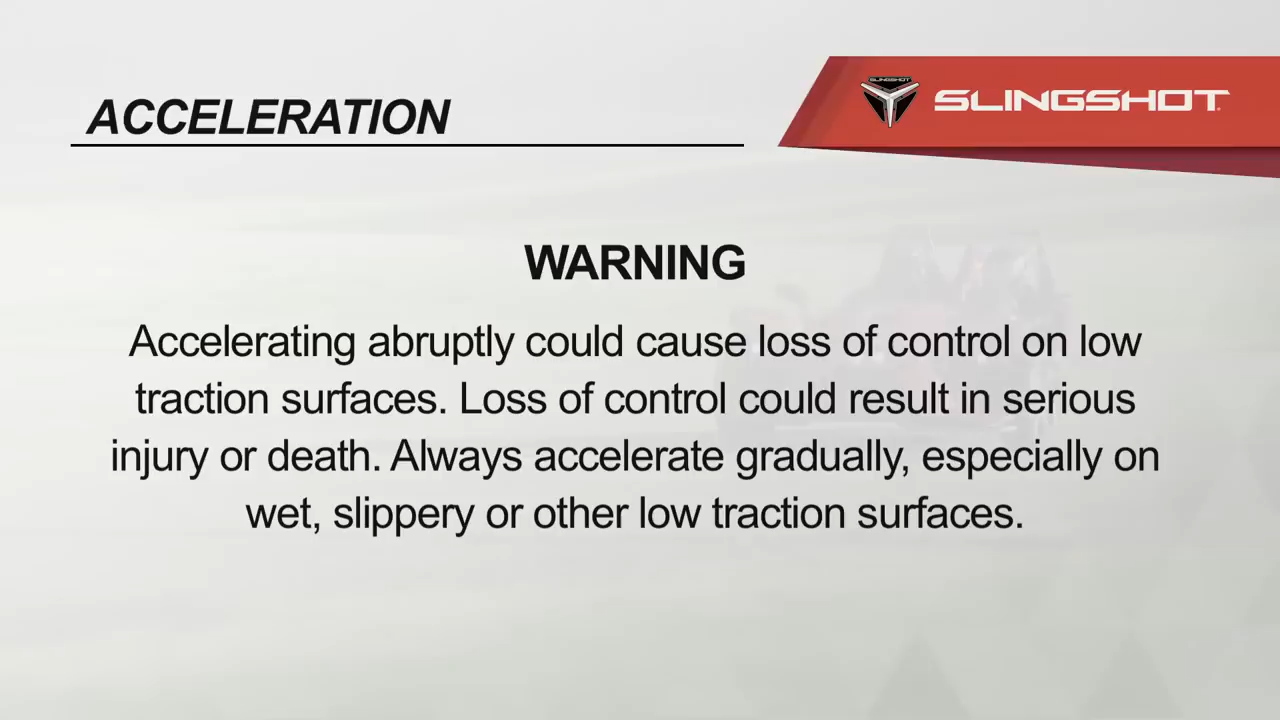 SLINGSHOT
SLINGSHOT
ACCELERATION
WARNING
Accelerating abruptly could cause loss of control on low
traction surfaces. Loss of control could result in serious
injury or death. Always accelerate gradually, especially on
wet, slippery or other low traction surfaces.